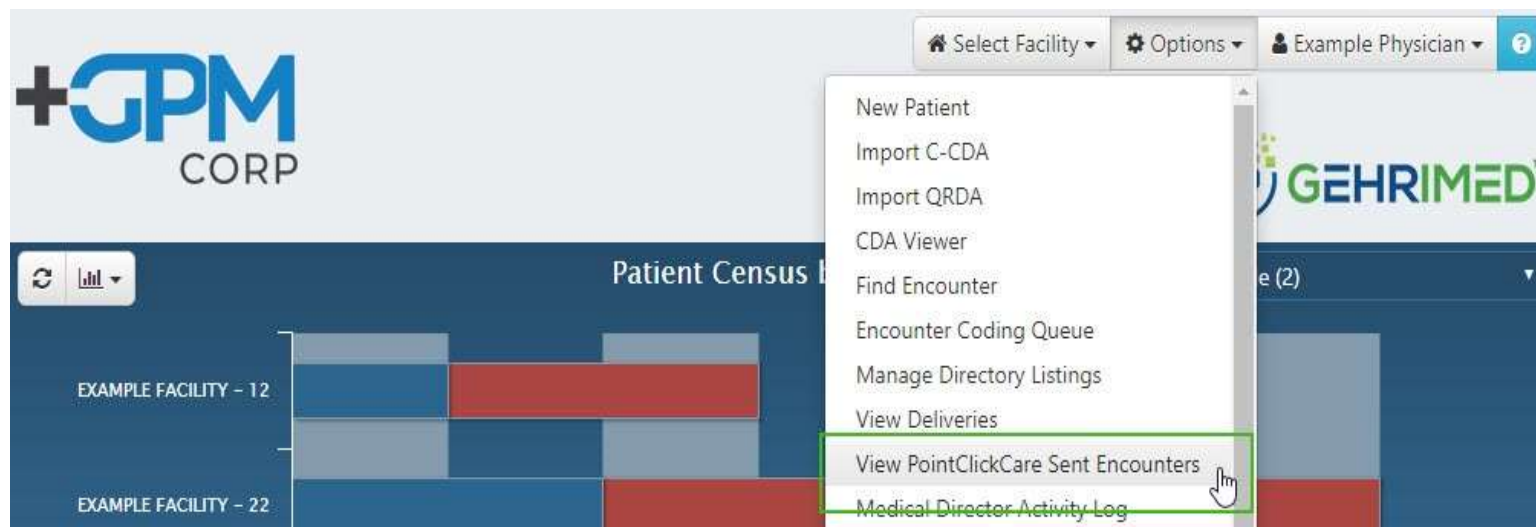 Select Facility
Options
Example Physician
?
+GPM
CORP
GEHRIMED
New Patient
Import C-CDA
Import QRDA
CDA Viewer
Find Encounter
Encounter Coding Queue
Manage Directory Listings
View Deliveries
View PointClickCare Sent Encounters
Medical Director Activity Log
Patient Census
e (2)
EXAMPLE FACILITY - 12
EXAMPLE FACILITY - 22